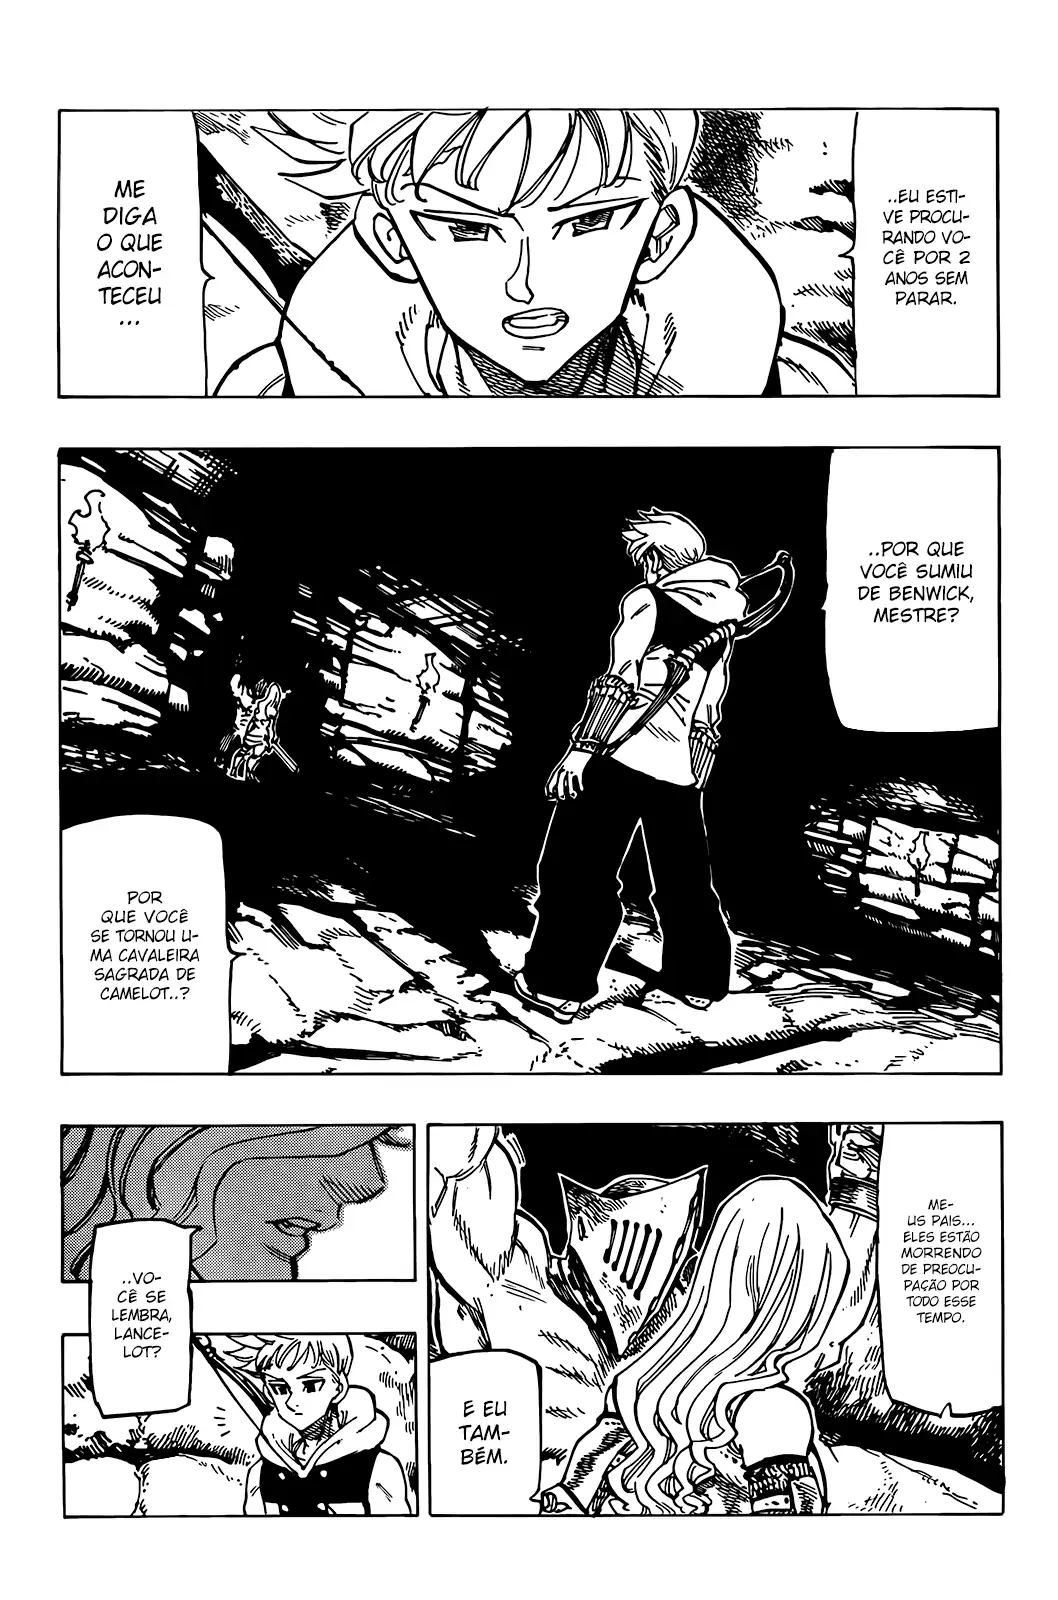 ..EU ESTI-
VE PROCU-
RANDO VO-
CÊ POR 2
ANOS SEM
PARAR.
ME
DIGA
O QUE
ACON-
TECEU
...
..POR QUE
VOCÊ SUMIU
DE BENWICK,
MESTRE?
POR
QUE VOCÊ
SE TORNOU U-
MA CAVALEIRA
SAGRADA DE
CAMELOT..?
ME-
US PAIS...
ELES ESTÃO
MORRENDO
DE PREOCU-
PAÇÃO POR
TODO ESSE
TEMPO.
E EU
TAM-
BÉM.
..VO-
CÊ SE
LEMBRA,
LANCE-
LOT?